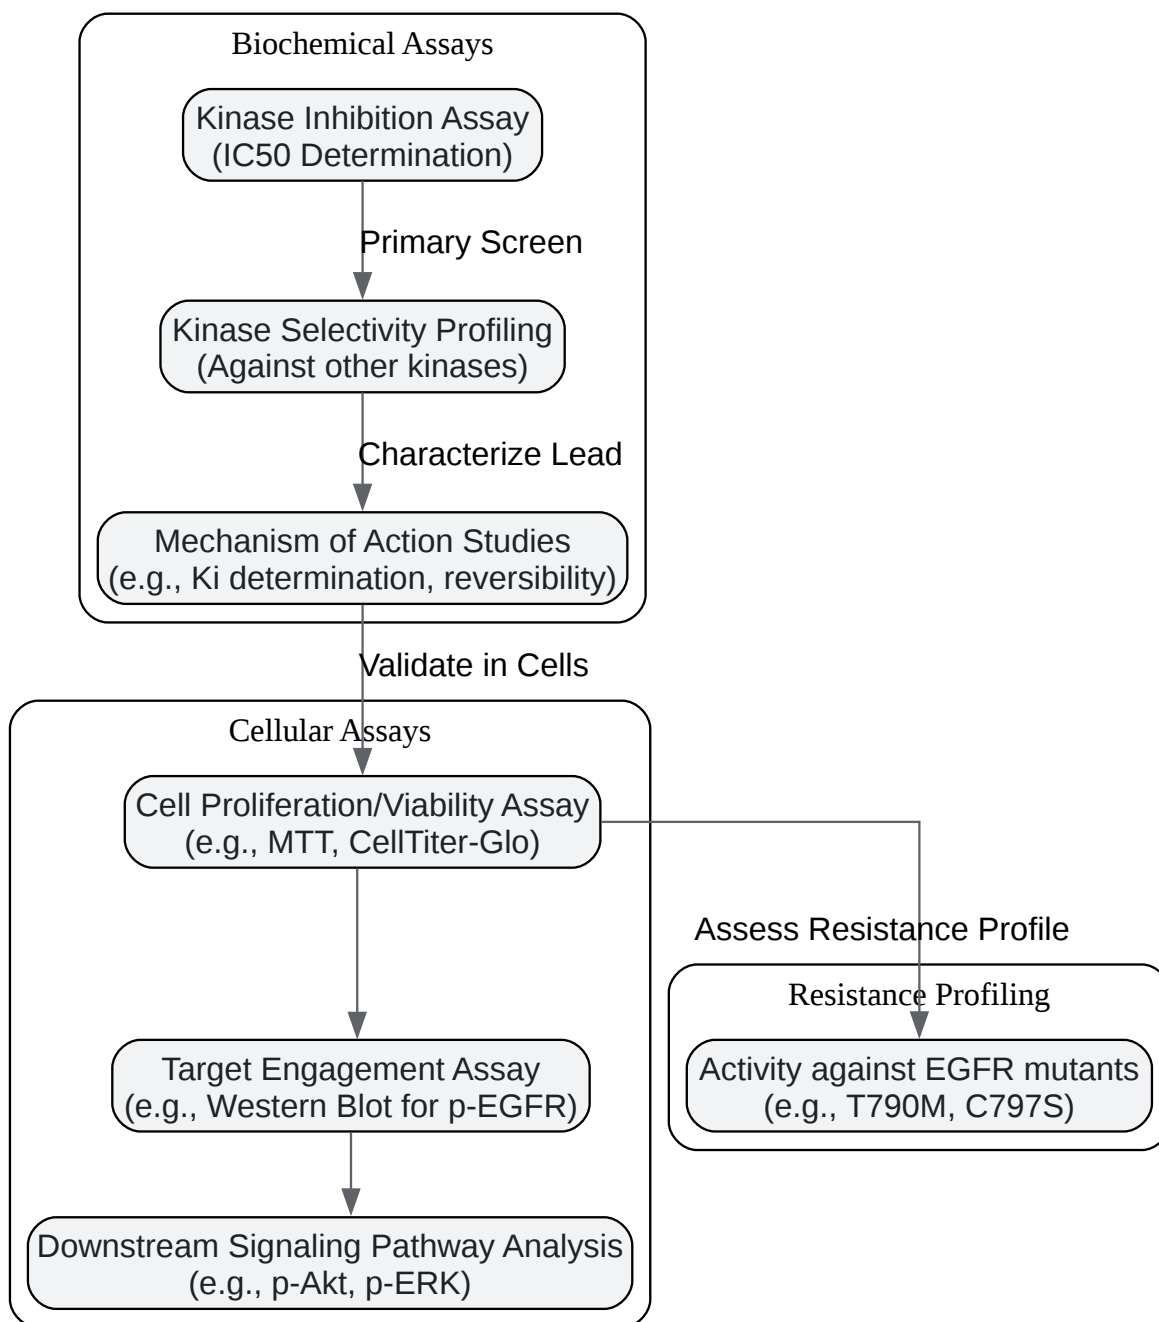 Biochemical Assays
Kinase Inhibition Assay
(IC50 Determination)
Primary Screen
Kinase Selectivity Profiling
(Against other kinases)
Characterize Lead
Mechanism of Action Studies
(e.g., Ki determination, reversibility)
Validate in Cells
Cellular Assays
Cell Proliferation/Viability Assay
(e.g., MTT, CellTiter-Glo)
Assess Resistance Profile
Resistance Profiling
Activity against EGFR mutants
(e.g., T790M, C797S)
Target Engagement Assay
(e.g., Western Blot for p-EGFR)
Downstream Signaling Pathway Analysis
(e.g., p-Akt, p-ERK)